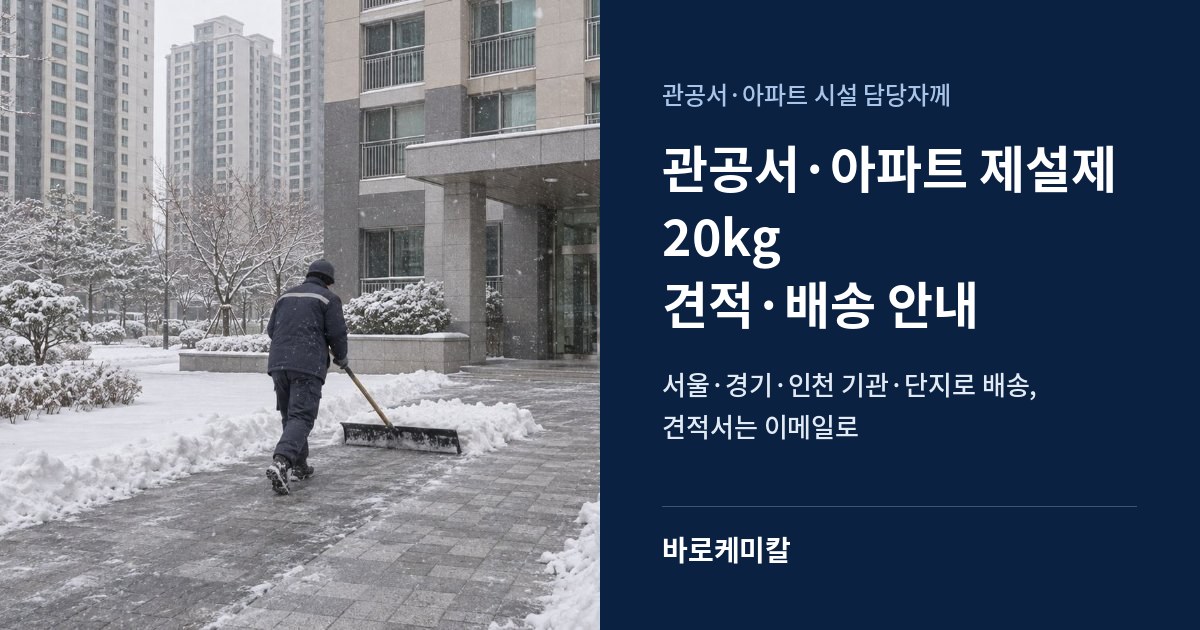 관공서·아파트 시설 담당자께
관공서·아파트 제설제
20kg
견적·배송 안내
서울·경기·인천 기관·단지로 배송,
견적서는 이메일로
바로케미칼